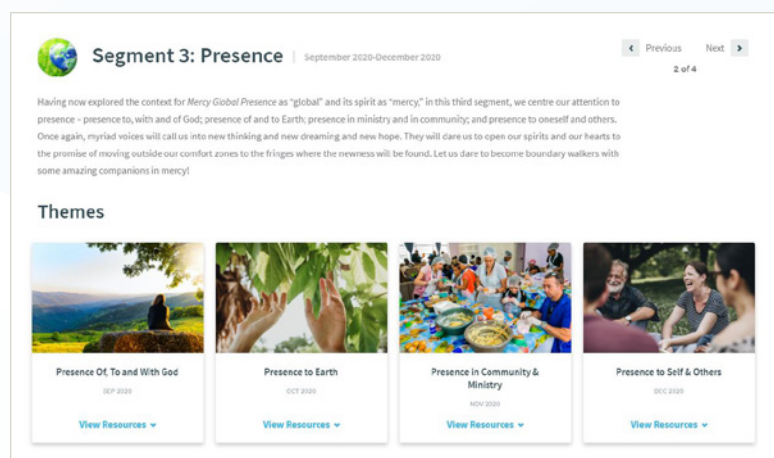 Segment 3: Presence | September 2020-December 2020
Previous Next
2 of 4
Having now explored the context for Mercy Global Presence as "global" and its spirit as "mercy," in this third segment, we centre our attention to
presence – presence to, with and of God; presence of and to Earth; presence in ministry and in community; and presence to oneself and others.
Once again, myriad voices will call us into new thinking and new dreaming and new hope. They will dare us to open our spirits and our hearts to
the promise of moving outside our comfort zones to the fringes where the newness will be found. Let us dare to become boundary walkers with
some amazing companions in mercy!
Themes
Presence Of, To and With God
SEP 2020
View Resources
Presence to Earth
OCT 2020
View Resources
Presence in Community &
Ministry
NOV 2020
View Resources
Presence to Self & Others
DEC 2020
View Resources